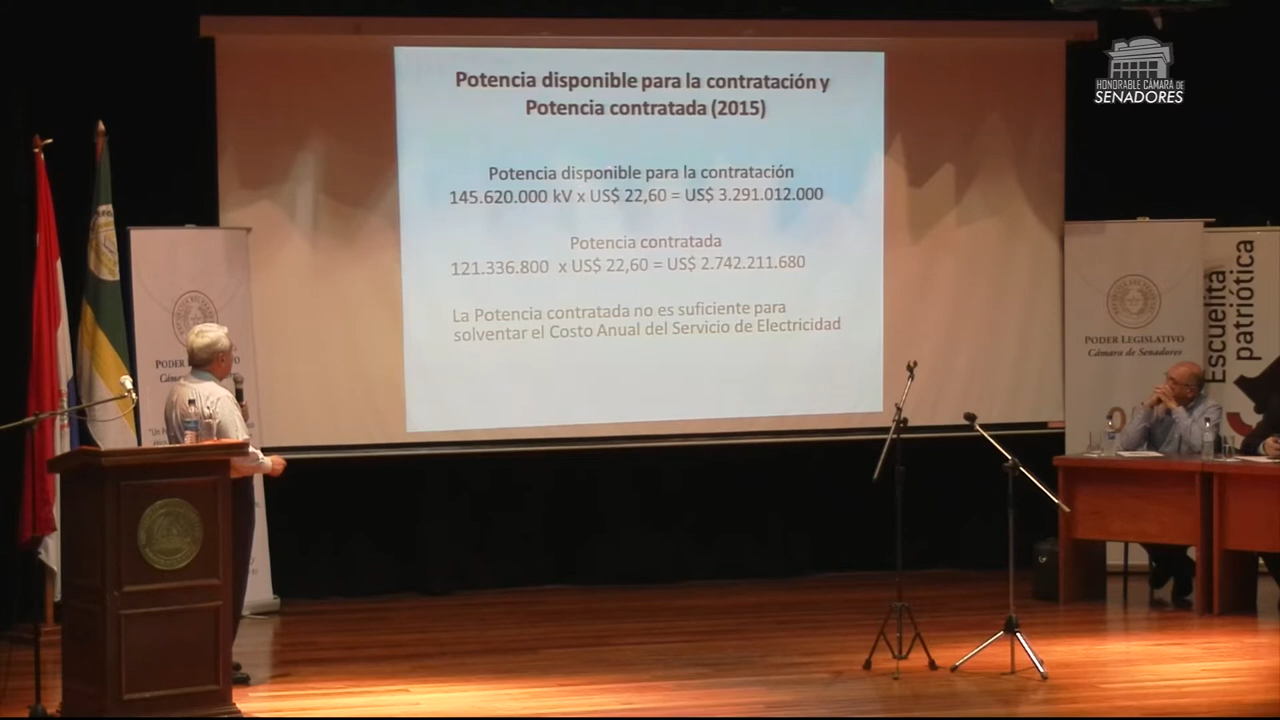 HONORABLE CÁMARA DE
SENADORES
Potencia disponible para la contratación y
Potencia contratada (2015)
Potencia disponible para la contratación
145.620.000 kV x US$ 22,60 = US$ 3.291.012.000
Potencia contratada
121.336.800 x US$ 22,60 = US$ 2.742.211.680
La Potencia contratada no es suficiente para
solventar el Costo Anual del Servicio de Electricidad
PODER LEGISLATIVO
Cámara de Senadores
Escuelita
patriótica
PODER